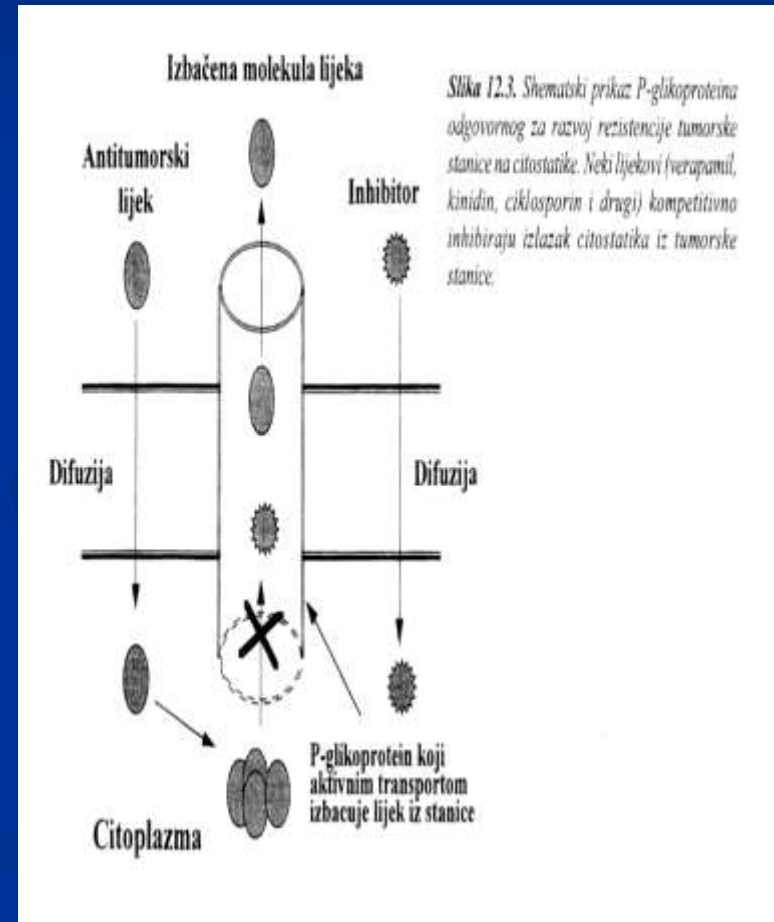 Izbačena molekula lijeka
Slika 12.3. Shematski prikaz P-glikoproteina
odgovornog za razvoj rezistencije tumorske
stanice na citostatike. Neki lijekovi (verapamil,
kinidin, ciklosporin i drugi) kompetitivno
inhibiraju izlazak citostatika iz tumorske
stanice.
Antitumorski
lijek
Inhibitor
Difuzija
Difuzija
P-glikoprotein koji
aktivnim transportom
izbacuje lijek iz stanice
Citoplazma